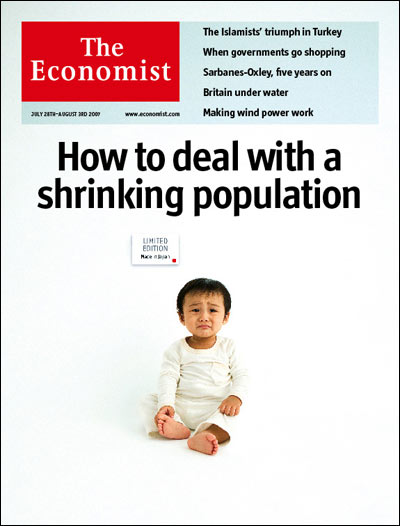 The
Economist
The Islamists' triumph in Turkey
When governments go shopping
Sarbanes-Oxley, five years on
Britain under water
Making wind power work
JULY 28TH–AUGUST 3RD 2007
www.economist.com
How to deal with a
shrinking population
LIMITED
EDITION
Made in Japan